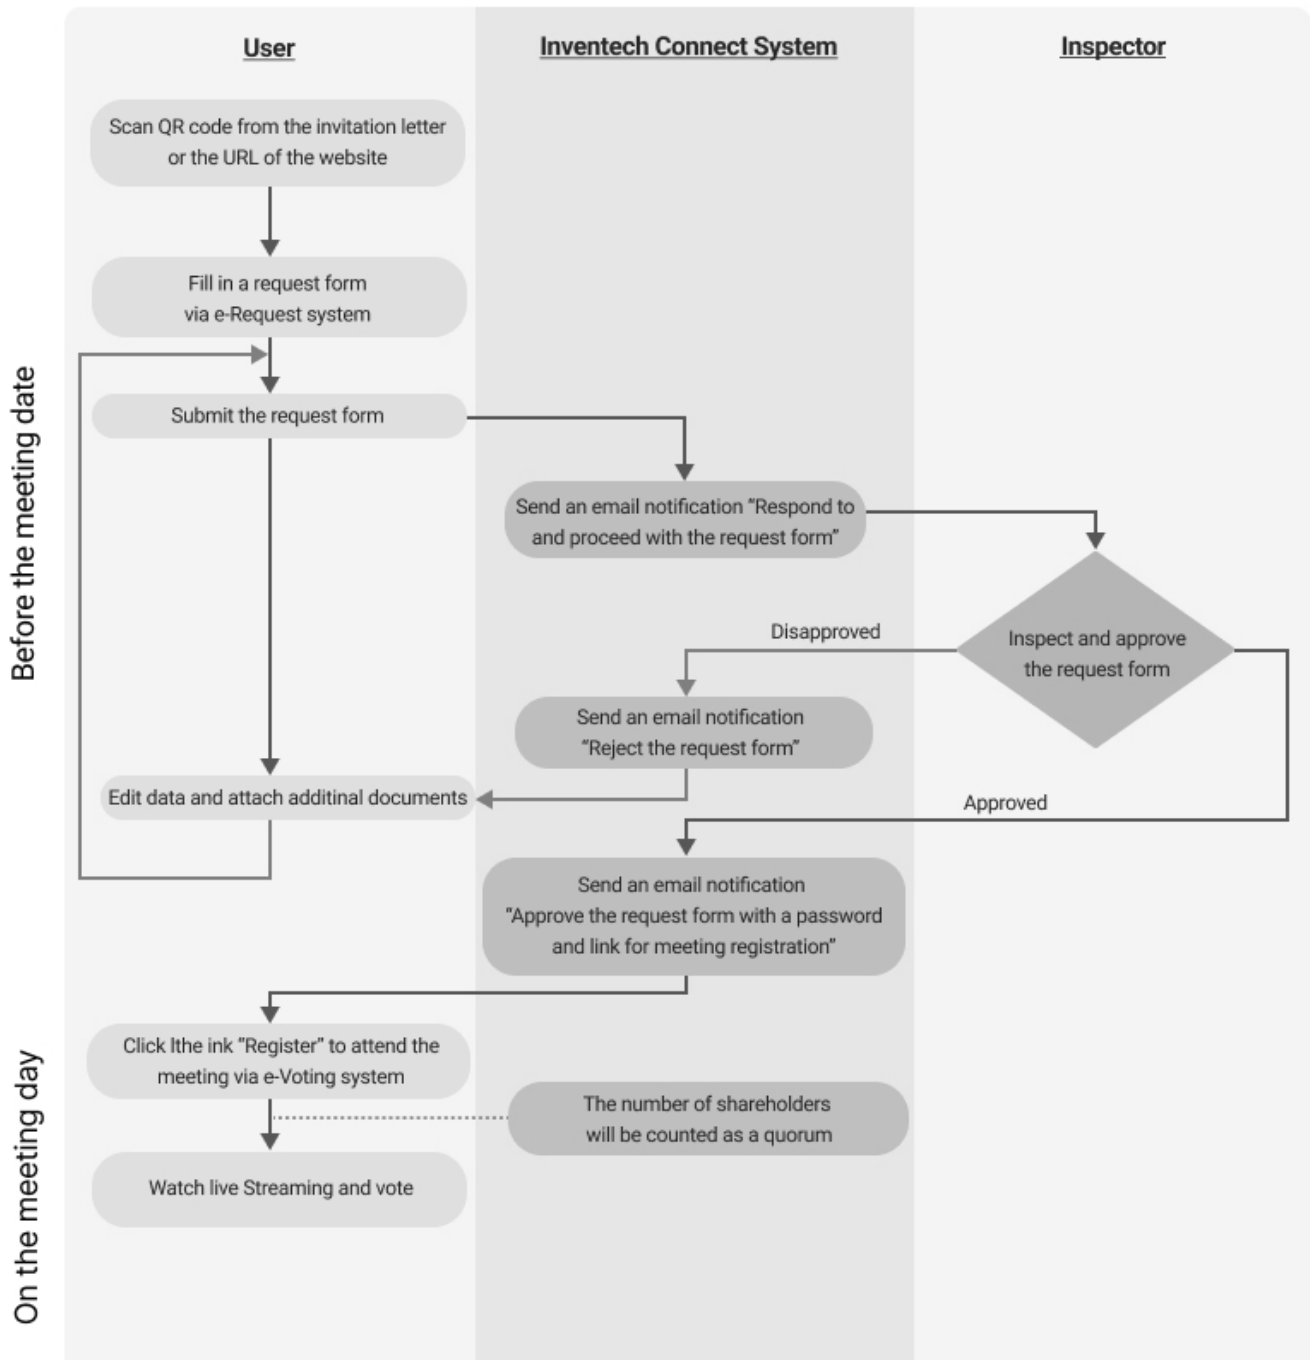 User
Inventech Connect System
Inspector
Scan QR code from the invitation letter
or the URL of the website
Fill in a request form
via e-Request system
Submit the request form
Send an email notification “Respond to
and proceed with the request form”
Inspect and approve
the request form
Disapproved
Send an email notification
“Reject the request form”
Edit data and attach additinal documents
Approved
Send an email notification
“Approve the request form with a password
and link for meeting registration”
Before the meeting date
Click lthe ink “Register” to attend the
meeting via e-Voting system
The number of shareholders
will be counted as a quorum
Watch live Streaming and vote
On the meeting day